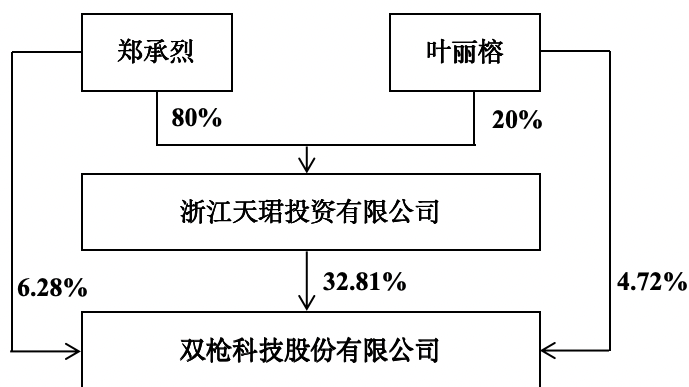 郑承烈
叶丽榕
80%
20%
浙江天珺投资有限公司
6.28%
32.81%
4.72%
双枪科技股份有限公司